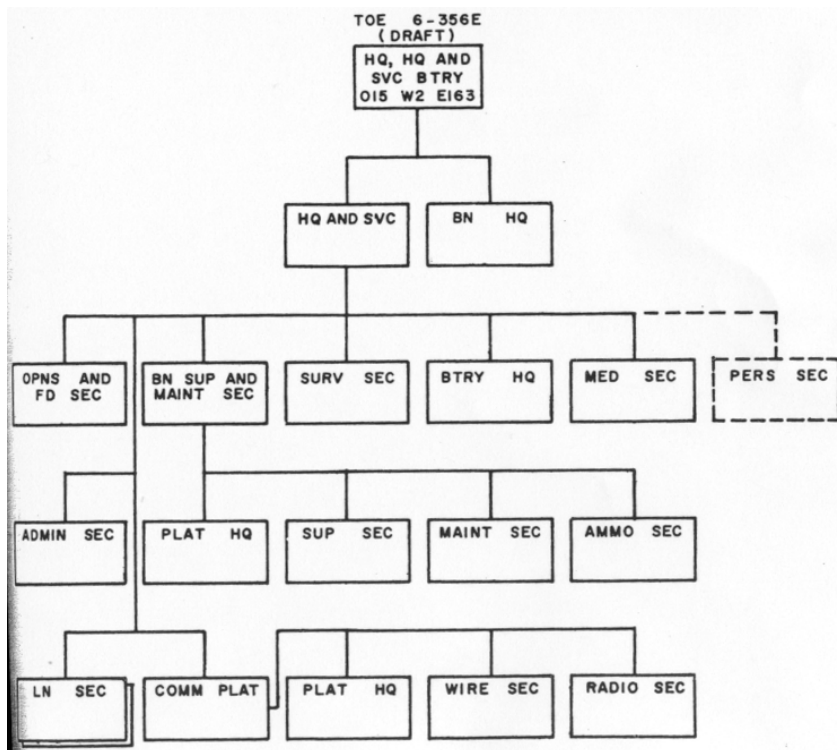 TOE 6-356E
(DRAFT)
HQ, HQ AND
SVC BTRY
O15 W2 E163
HQ AND SVC
BN HQ
OPNS AND
FD SEC
BN SUP AND
MAINT SEC
SURV SEC
BTRY HQ
MED SEC
PERS SEC
ADMIN SEC
PLAT HQ
SUP SEC
MAINT SEC
AMMO SEC
LN SEC
COMM PLAT
PLAT HQ
WIRE SEC
RADIO SEC